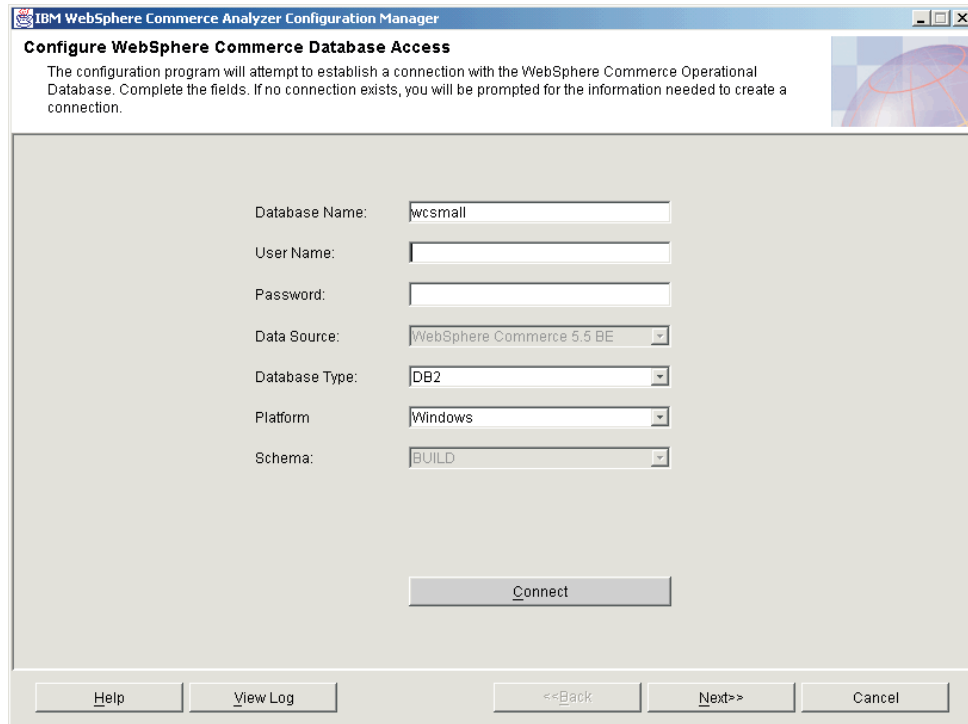 IBM WebSphere Commerce Analyzer Configuration Manager
Configure WebSphere Commerce Database Access
The configuration program will attempt to establish a connection with the WebSphere Commerce Operational
Database. Complete the fields. If no connection exists, you will be prompted for the information needed to create a
connection.
Database Name: wcsmall
User Name:
Password:
Data Source: WebSphere Commerce 5.5 BE
Database Type: DB2
Platform Windows
Schema: BUILD
Connect
Help View Log <<Back Next>> Cancel